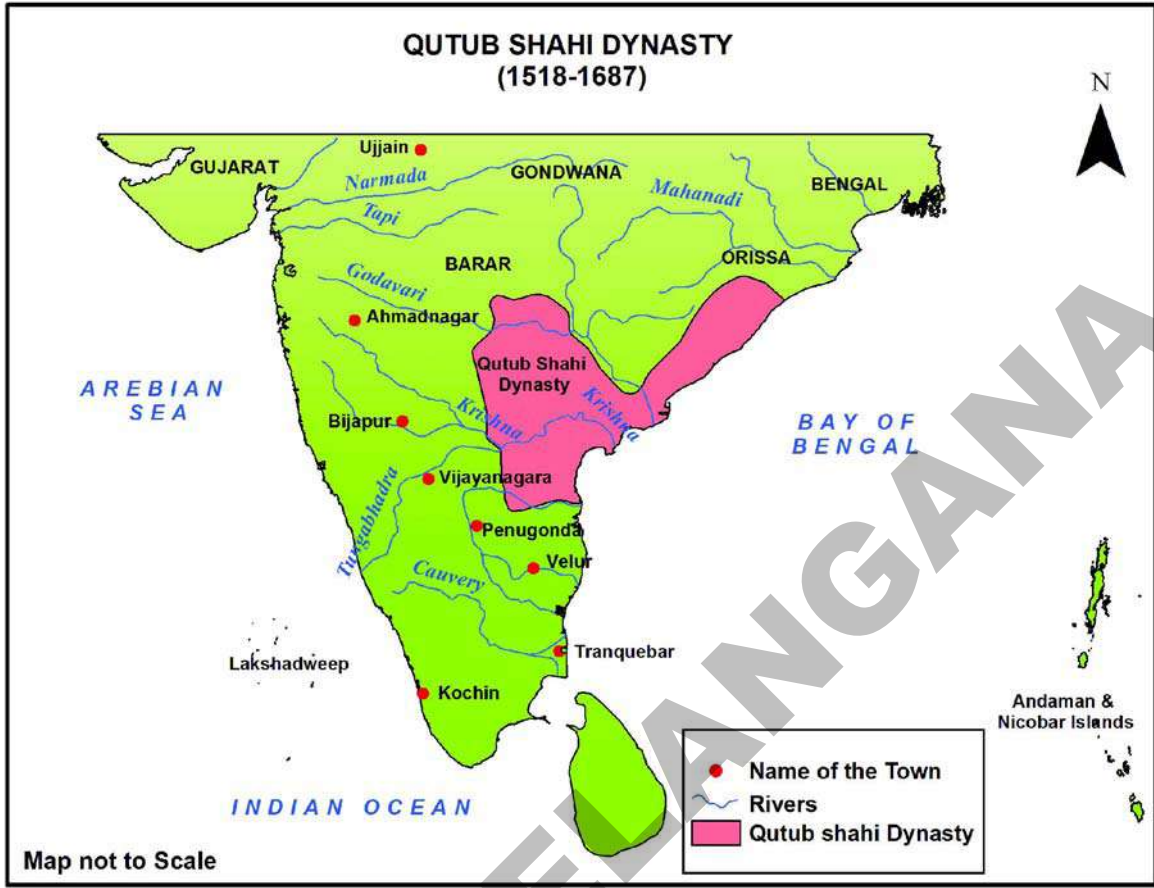 QUTUB SHAHI DYNASTY
(1518-1687)
N
Ujjain
GUJARAT
Narmada
GONDWANA
Mahanadi
BENGAL
Tapi
BARAR
ORISSA
Godavari
Ahmadnagar
Qutub Shahi
Dynasty
AREBIAN
SEA
Krishna
Krishna
Bijapur
BAY OF
BENGAL
Vijayanagara
Tungabhadra
Penugonda
Velur
Cauvery
Tranquebar
Lakshadweep
Kochin
Andaman &
Nicobar Islands
Name of the Town
Rivers
Qutub shahi Dynasty
INDIAN OCEAN
Map not to Scale
ELANGANA